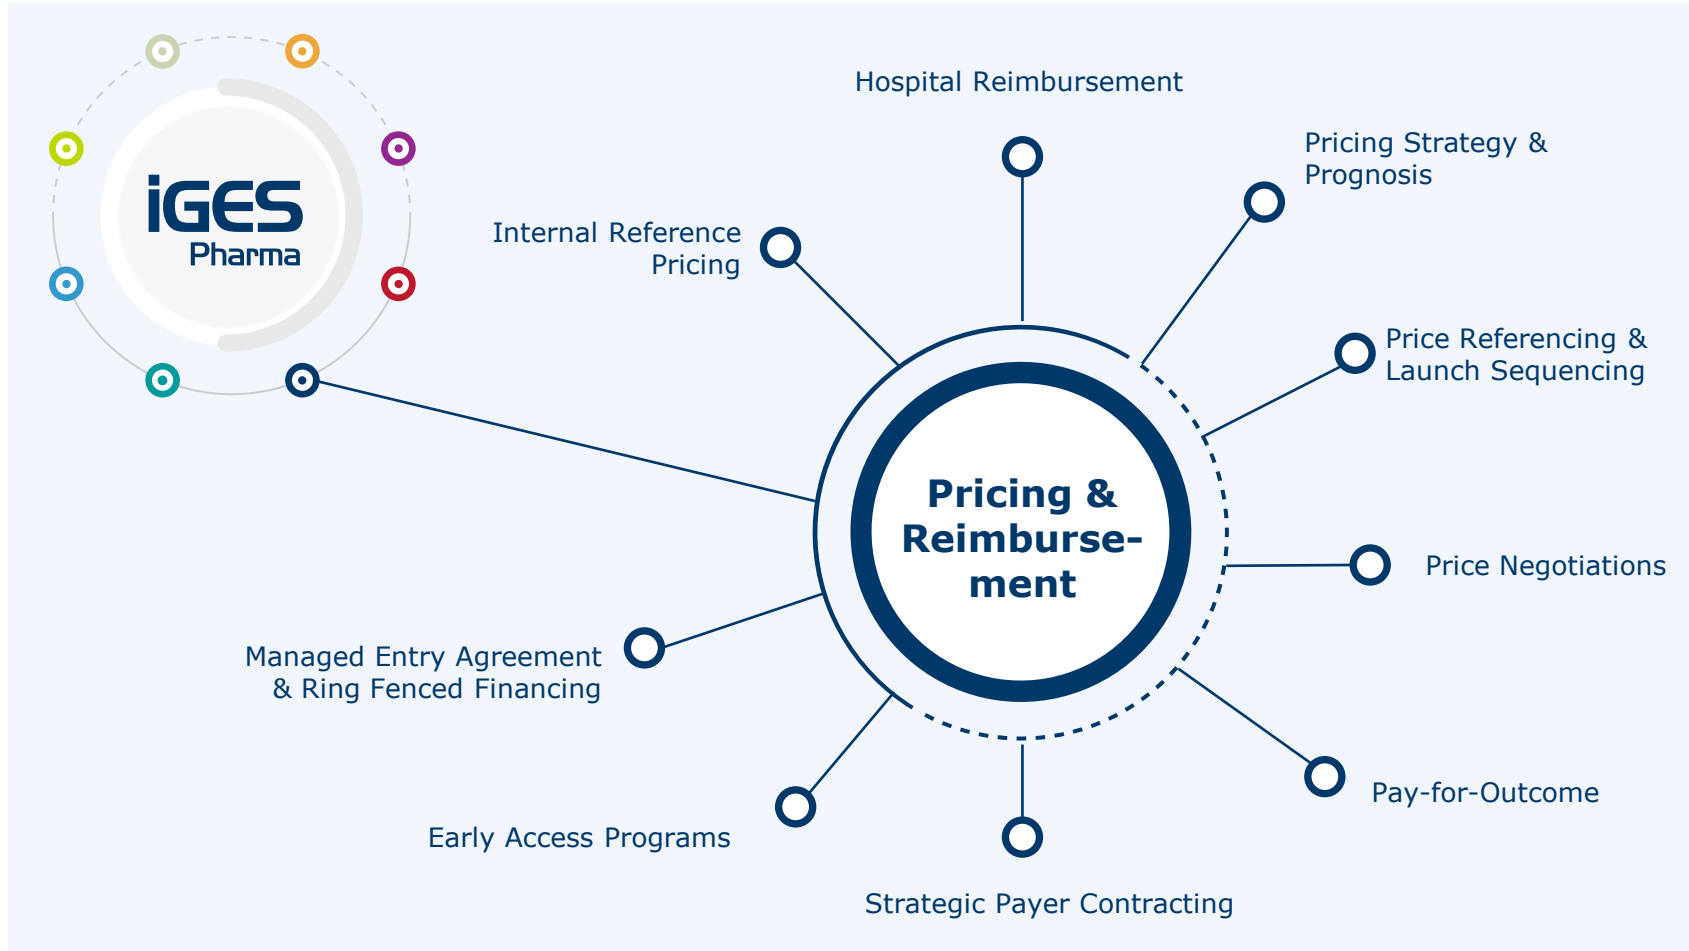 iGES
Pharma
Hospital Reimbursement
Pricing Strategy &
Prognosis
Internal Reference
Pricing
Price Referencing &
Launch Sequencing
Pricing &
Reimburse-
ment
Price Negotiations
Managed Entry Agreement
& Ring Fenced Financing
Pay-for-Outcome
Early Access Programs
Strategic Payer Contracting